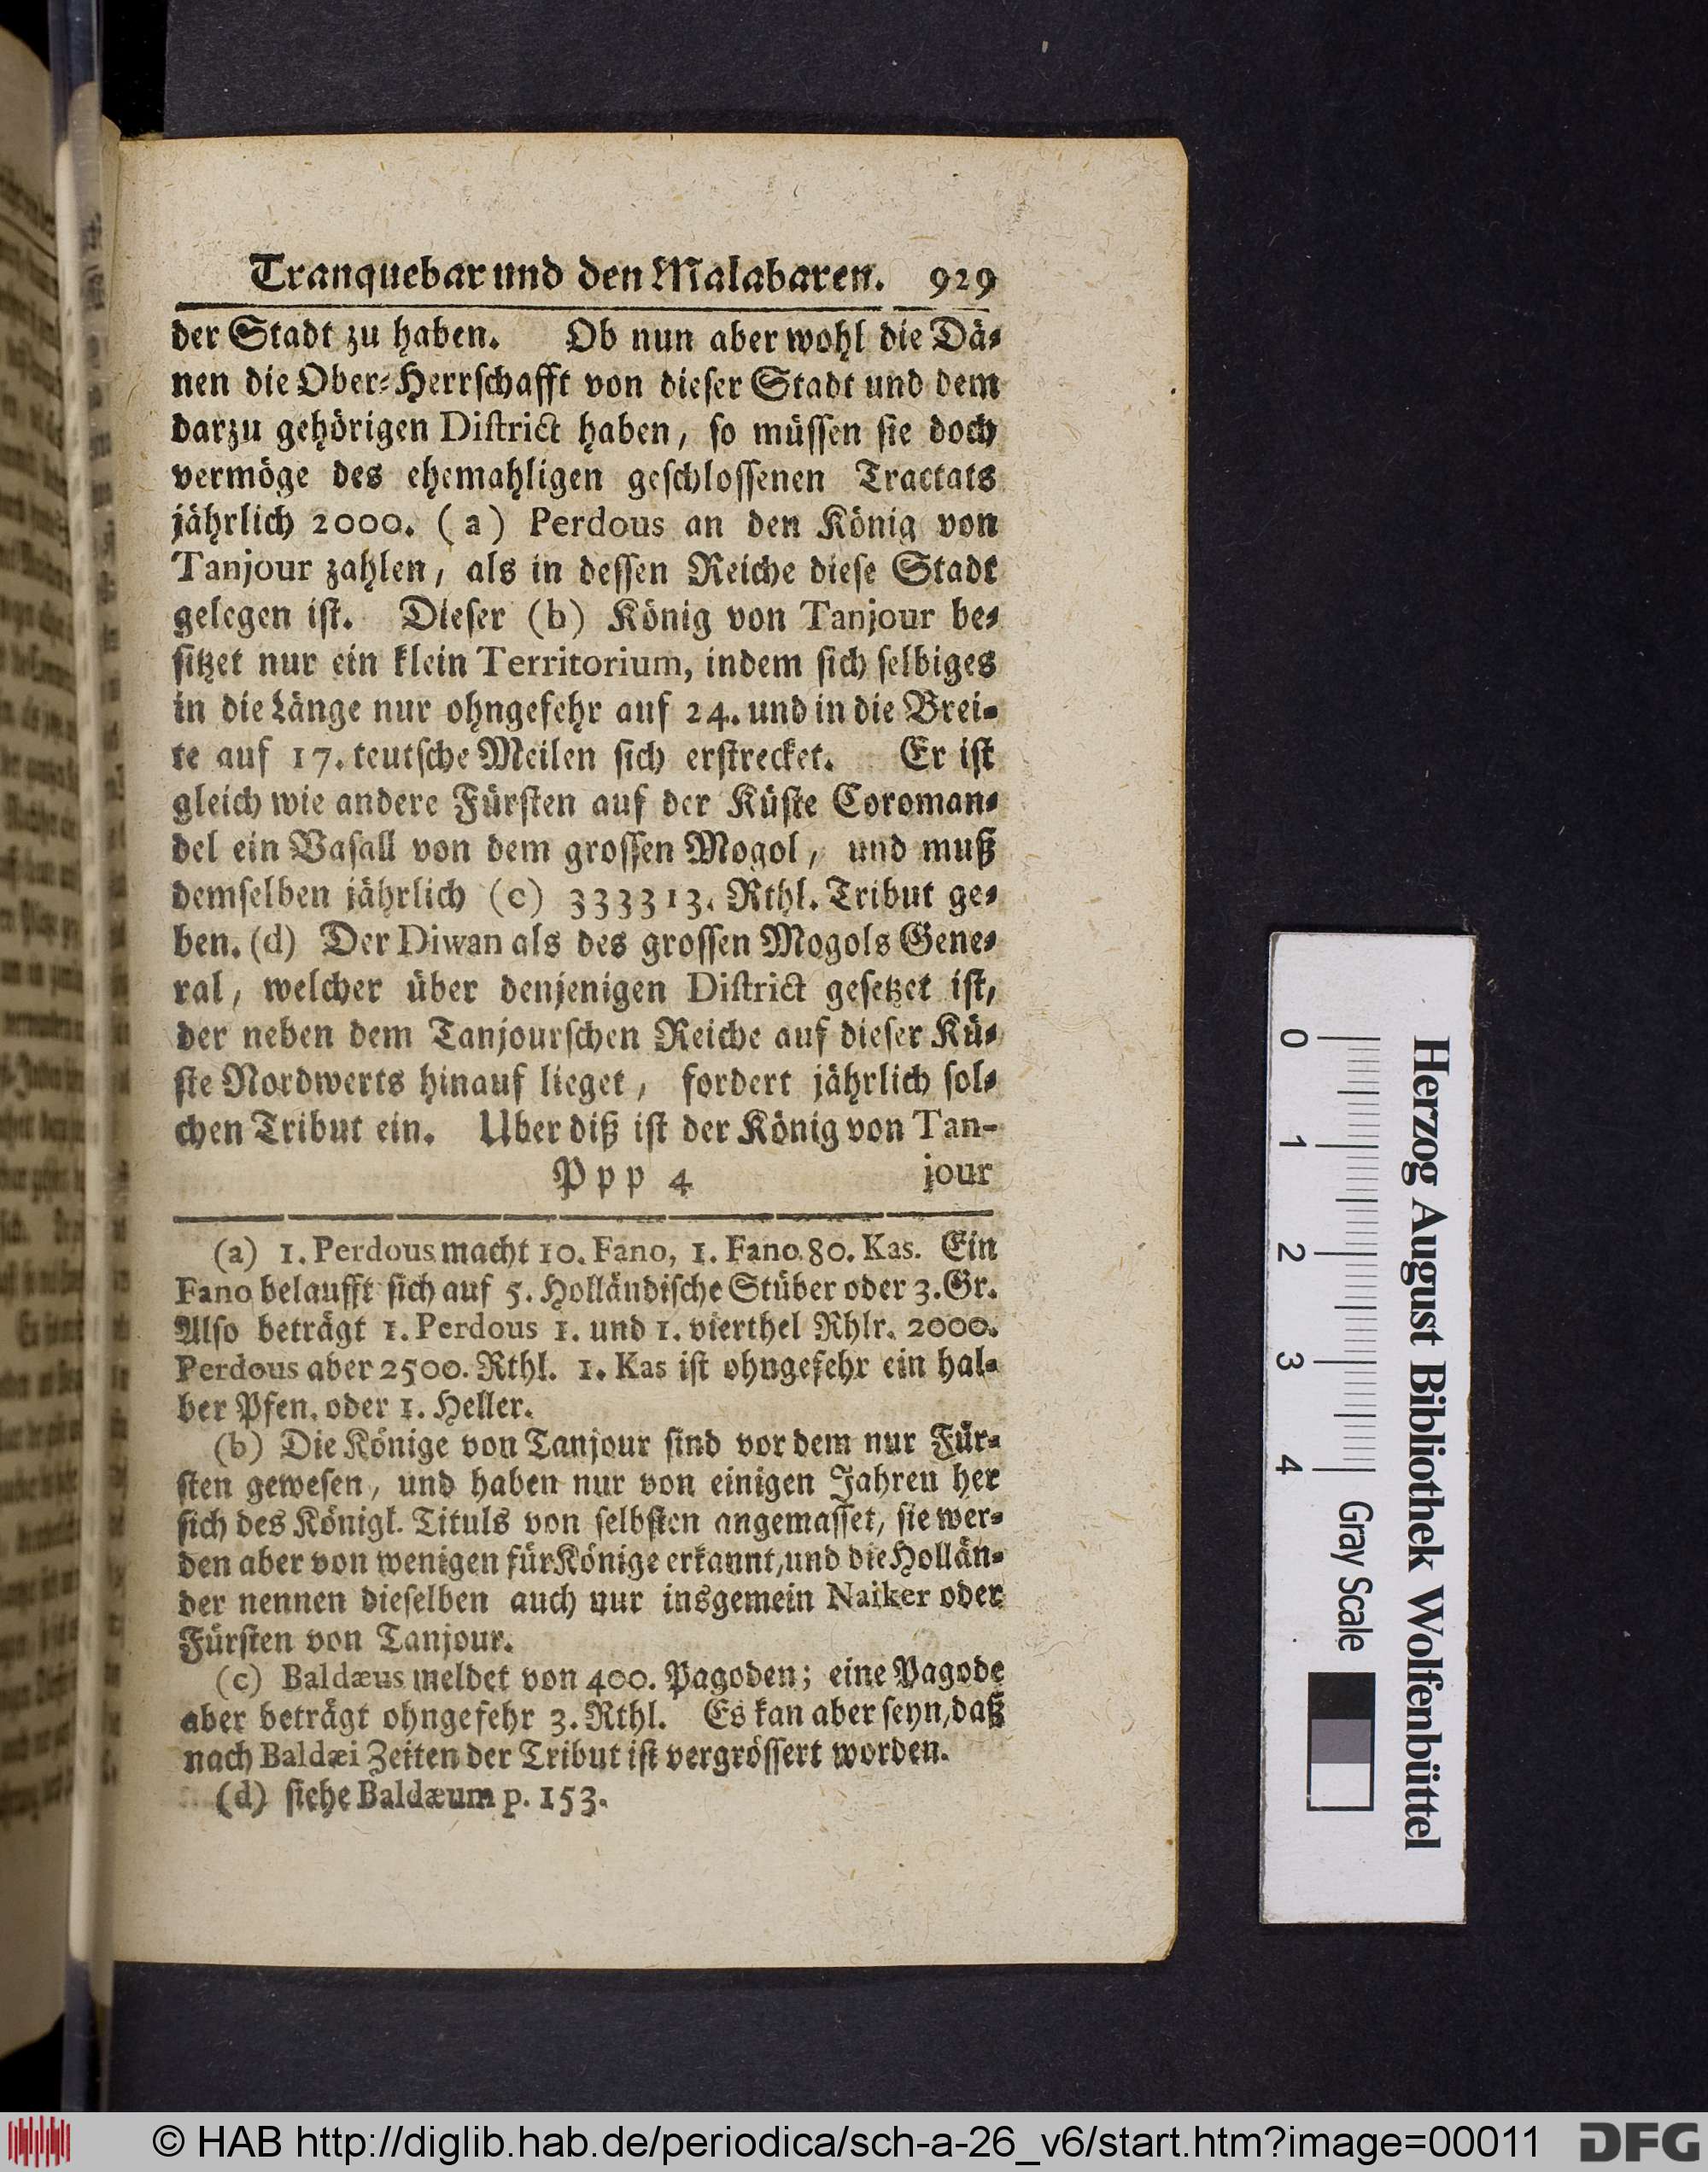 Tranquebar und den Malabaren. 929
der Stadt zu haben. Ob nun aber wohl die Dä⸗
nen die Ober⸗Herrschafft von dieser Stadt und dem
darzu gehörigen District haben, so müssen sie doch
vermöge des ehemahligen geschlossenen Tractats
jährlich 2000. (a) Perdous an den König von
Tanjour zahlen, als in dessen Reiche diese Stadt
gelegen ist. Dieser (b) König von Tanjour be⸗
sitzet nur ein klein Territorium, indem sich selbiges
in die Länge nur ohngefehr auf 24. und in die Brei⸗
te auf 17. teutsche Meilen sich erstrecket. Er ist
gleich wie andere Fürsten auf der Küste Coroman⸗
del ein Vasall von dem grossen Mogol, und muß
demselben jährlich (c) 333313. Rthl. Tribut ge⸗
ben. (d) Der Diwan als des grossen Mogols Gene⸗
ral, welcher über denjenigen District gesetzet ist,
der neben dem Tanjourschen Reiche auf dieser Kü⸗
ste Nordwerts hinauf lieget, fordert jährlich sol⸗
chen Tribut ein. Uber diß ist der König von Tan-
Ppp 4 jour
(a) 1. Perdous macht 10. Fano, 1. Fano 80. Kas. Ein
Fano belaufft sich auf 5. Holländische Stüber oder 3. Gr.
Also beträgt 1. Perdous 1. und 1. vierthel Rhlr. 2000.
Perdous aber 2500. Rthl. 1. Kas ist ohngefehr ein hal⸗
ber Pfen. oder 1. Heller.
(b) Die Könige von Tanjour sind vor dem nur Für⸗
sten gewesen, und haben nur von einigen Jahren her
sich des Königl. Tituls von selbsten angemasset, sie wer⸗
den aber von wenigen für Könige erkannt, und die Hollän⸗
der nennen dieselben auch nur insgemein Naiker oder
Fürsten von Tanjour.
(c) Baldæus meldet von 400. Pagoden; eine Pagode
aber beträgt ohngefehr 3. Rthl. Es kan aber seyn, daß
nach Baldæi Zeiten der Tribut ist vergrössert worden.
(d) siehe Baldæum p. 153.
Herzog August Bibliothek Wolfenbüttel
0 1 2 3 4 Gray Scale
© HAB http://diglib.hab.de/periodica/sch-a-26_v6/start.htm?image=00011
DFG